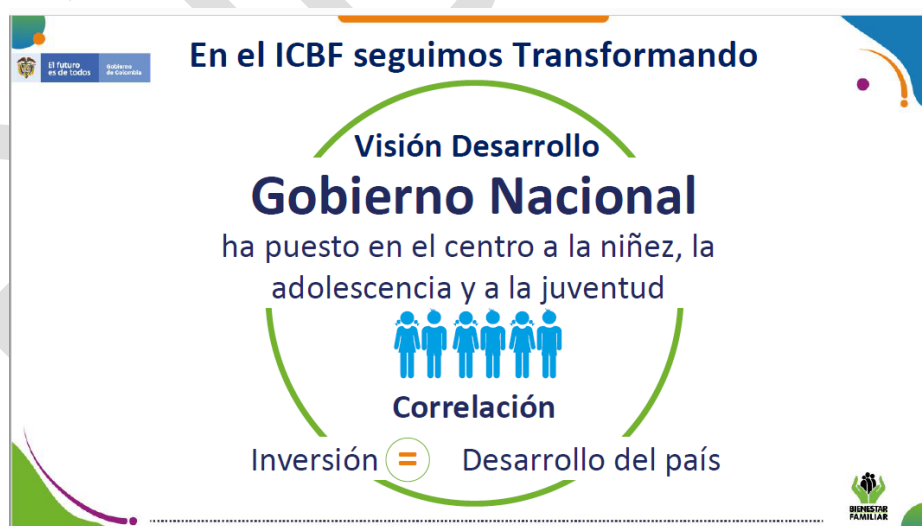 El futuro
es de todos
Gobierno
de Colombia
En el ICBF seguimos Transformando
Visión Desarrollo
Gobierno Nacional
ha puesto en el centro a la niñez, la
adolescencia y a la juventud
Correlación
Inversión = Desarrollo del país
BIENESTAR
FAMILIAR